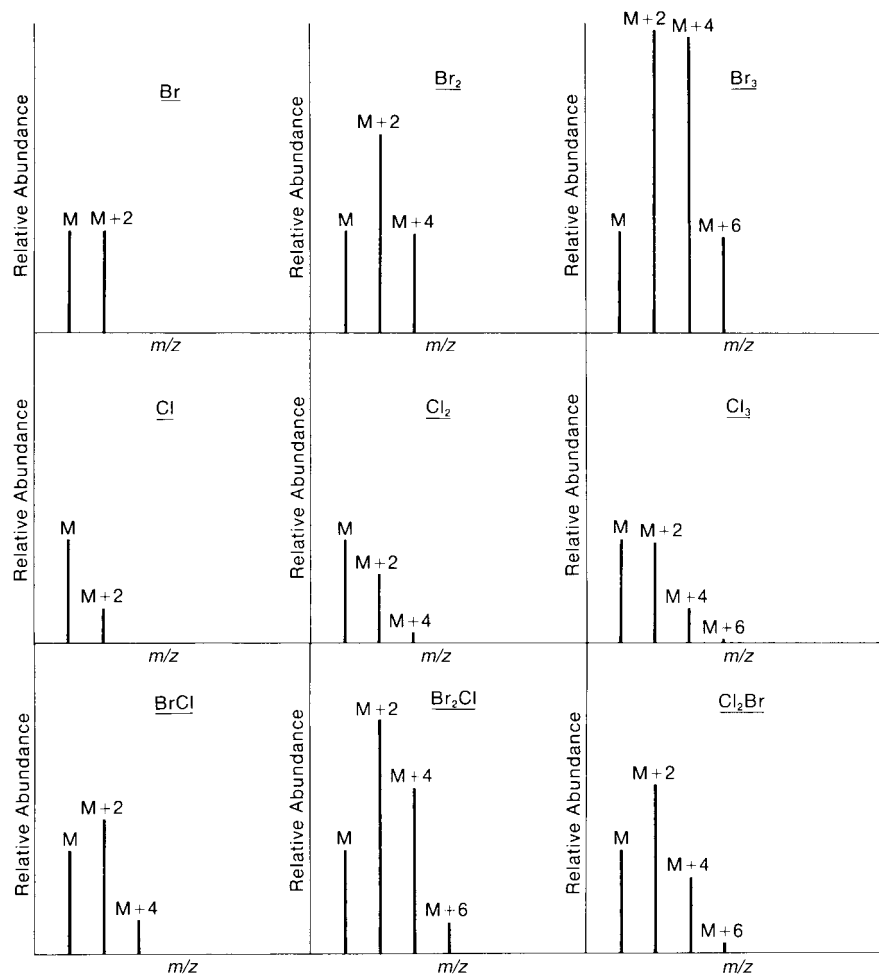 Br
Relative Abundance
M
M+2
m/z
Br₂
Relative Abundance
M
M+2
M+4
m/z
Br₃
Relative Abundance
M
M+2
M+4
M+6
m/z
Cl
Relative Abundance
M
M+2
m/z
Cl₂
Relative Abundance
M
M+2
M+4
m/z
Cl₃
Relative Abundance
M
M+2
M+4
M+6
m/z
BrCl
Relative Abundance
M
M+2
M+4
m/z
Br₂Cl
Relative Abundance
M
M+2
M+4
M+6
m/z
Cl₂Br
Relative Abundance
M
M+2
M+4
M+6
m/z